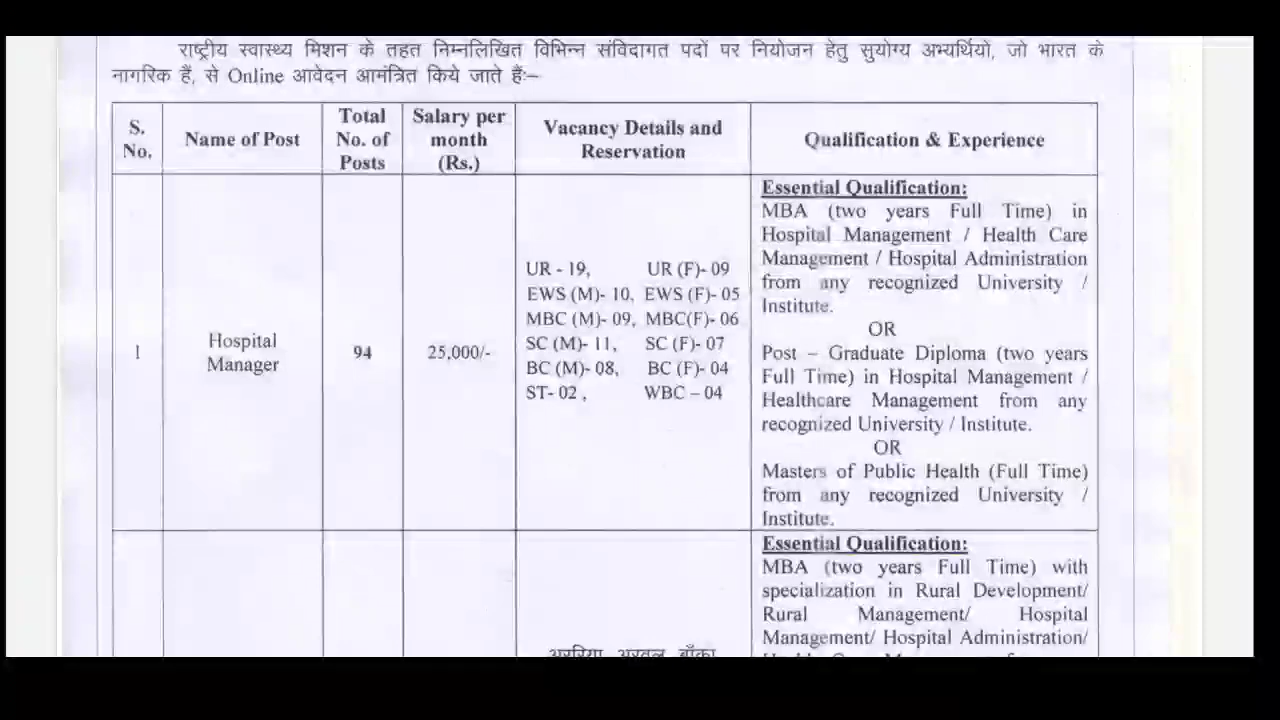 राष्ट्रीय स्वास्थ्य मिशन के तहत निम्नलिखित विभिन्न संविदागत पदों पर नियोजन हेतु सुयोग्य अभ्यर्थियों, जो भारत के
नागरिक हैं, से Online आवेदन आमंत्रित किये जाते हैं:–
S. No.
Name of Post
Total No. of Posts
Salary per month (Rs.)
Vacancy Details and Reservation
Qualification & Experience
1
Hospital
Manager
94
25,000/-
UR - 19, UR (F)- 09
EWS (M)- 10, EWS (F)- 05
MBC (M)- 09, MBC(F)- 06
SC (M)- 11, SC (F)- 07
BC (M)- 08, BC (F)- 04
ST- 02 , WBC – 04
Essential Qualification:
MBA (two years Full Time) in
Hospital Management / Health Care
Management / Hospital Administration
from any recognized University /
Institute.
OR
Post – Graduate Diploma (two years
Full Time) in Hospital Management /
Healthcare Management from any
recognized University / Institute.
OR
Masters of Public Health (Full Time)
from any recognized University /
Institute.
अररिया अरवल बाँका
Essential Qualification:
MBA (two years Full Time) with
specialization in Rural Development/
Rural Management/ Hospital
Management/ Hospital Administration/